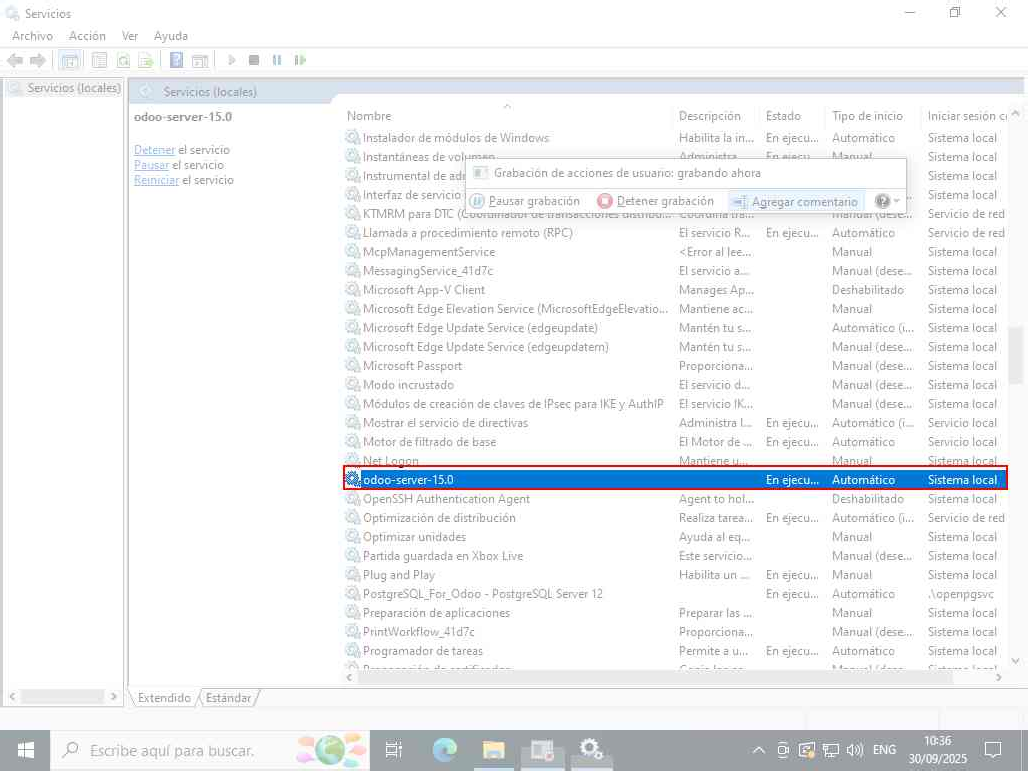 Servicios
Archivo Acción Ver Ayuda
Servicios (locales)
Servicios (locales)
odoo-server-15.0
Detener el servicio
Pausar el servicio
Reiniciar el servicio
Nombre Descripción Estado Tipo de inicio Iniciar sesión c
Instalador de módulos de Windows Habilita la in... En ejecu... Automático Sistema local
Instantáneas de volumen Administra Manual Sistema local
Instrumental de ad
Sistema local
Grabación de acciones de usuario: grabando ahora
Interfaz de servicio
Sistema local
Pausar grabación Detener grabación Agregar comentario
KTMRM para DTC (Coordinador de transacciones distribu... Coordina tra... Manual (dese... Servicio de red
Llamada a procedimiento remoto (RPC) El servicio R... En ejecu... Automático Servicio de red
McpManagementService <Error al lee... Manual Sistema local
MessagingService_41d7c El servicio a... Manual (dese... Sistema local
Microsoft App-V Client Manages Ap... Deshabilitado Sistema local
Microsoft Edge Elevation Service (MicrosoftEdgeElevatio... Mantiene ac... Manual Sistema local
Microsoft Edge Update Service (edgeupdate) Mantén tu s... Automático (i... Sistema local
Microsoft Edge Update Service (edgeupdatem) Mantén tu s... Manual (dese... Sistema local
Microsoft Passport Proporciona... Manual (dese... Sistema local
Modo incrustado El servicio d... Manual (dese... Sistema local
Módulos de creación de claves de IPsec para IKE y AuthIP El servicio IK... Manual (dese... Sistema local
Mostrar el servicio de directivas Administra l... En ejecu... Automático (i... Servicio local
Motor de filtrado de base El Motor de ... En ejecu... Automático Servicio local
Net Logon Mantiene u... Manual Sistema local
odoo-server-15.0 En ejecu... Automático Sistema local
OpenSSH Authentication Agent Agent to hol... Deshabilitado Sistema local
Optimización de distribución Realiza tarea... En ejecu... Automático (i... Servicio de red
Optimizar unidades Ayuda al eq... Manual Sistema local
Partida guardada en Xbox Live Este servicio... Manual (dese... Sistema local
Plug and Play Habilita un ... En ejecu... Manual Sistema local
PostgreSQL_For_Odoo - PostgreSQL Server 12 En ejecu... Automático .\openpgsvc
Preparación de aplicaciones Preparar las ... Manual Sistema local
PrintWorkflow_41d7c Proporciona... Manual (dese... Sistema local
Programador de tareas Permite a u... En ejecu... Automático Sistema local
Extendido Estándar
Escribe aquí para buscar.
ENG
10:36
30/09/2025